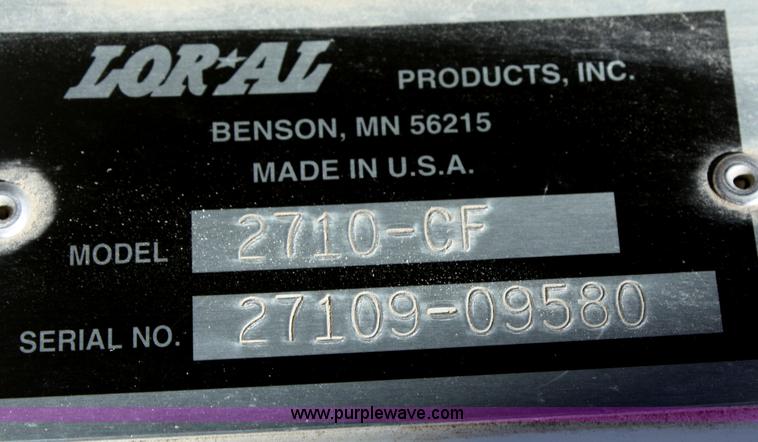 LOR★AL PRODUCTS, INC.
BENSON, MN 56215
MADE IN U.S.A.
MODEL 2710-CF
SERIAL NO. 27109-09580
www.purplewave.com